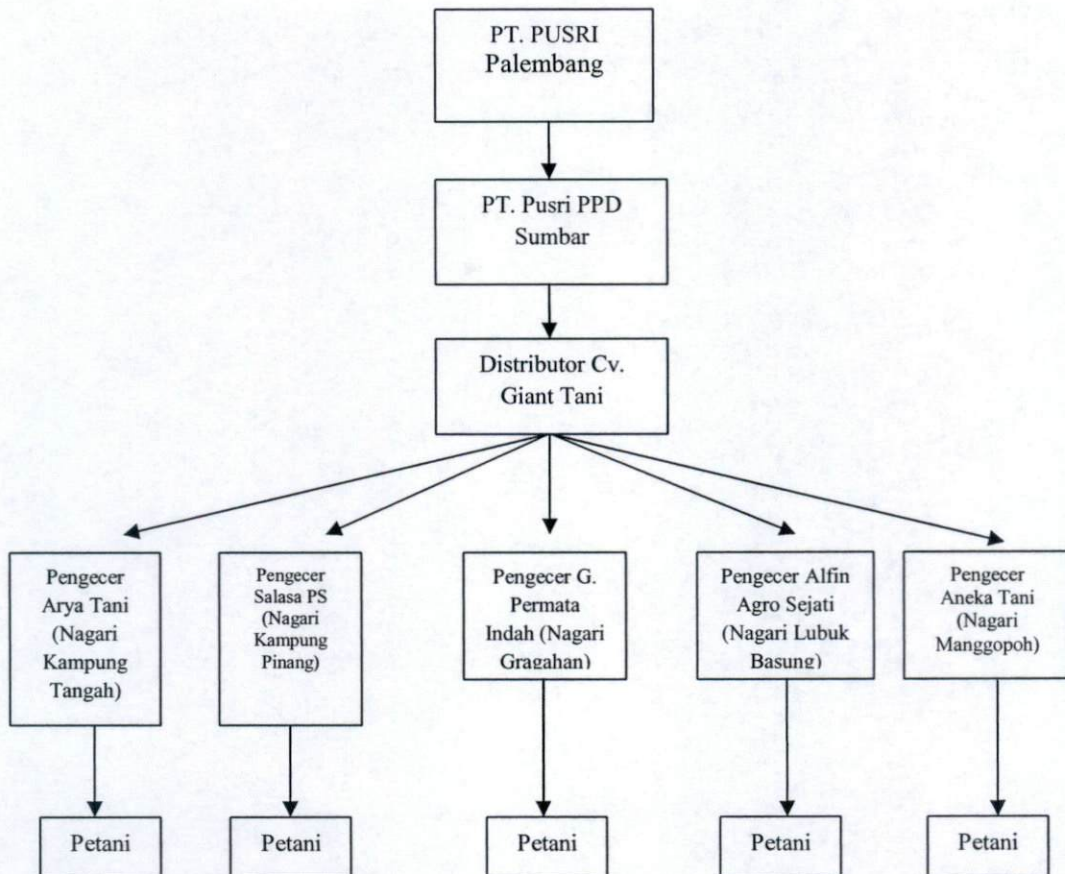 PT. PUSRI
Palembang
PT. Pusri PPD
Sumbar
Distributor Cv.
Giant Tani
Pengecer
Arya Tani
(Nagari
Kampung
Tangah)
Pengecer
Salasa PS
(Nagari
Kampung
Pinang)
Pengecer G.
Permata
Indah (Nagari
Gragahan)
Pengecer Alfin
Agro Sejati
(Nagari Lubuk
Basung)
Pengecer
Aneka Tani
(Nagari
Manggopoh)
Petani
Petani
Petani
Petani
Petani